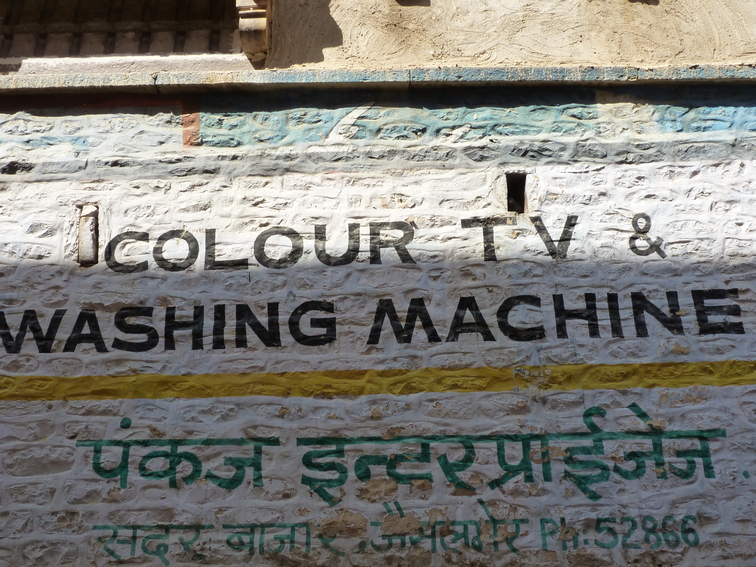 COLOUR TV &
WASHING MACHINE
पंकज इन्टरप्राईजेज
सदर बाजार जैसलमेर Ph.:52866